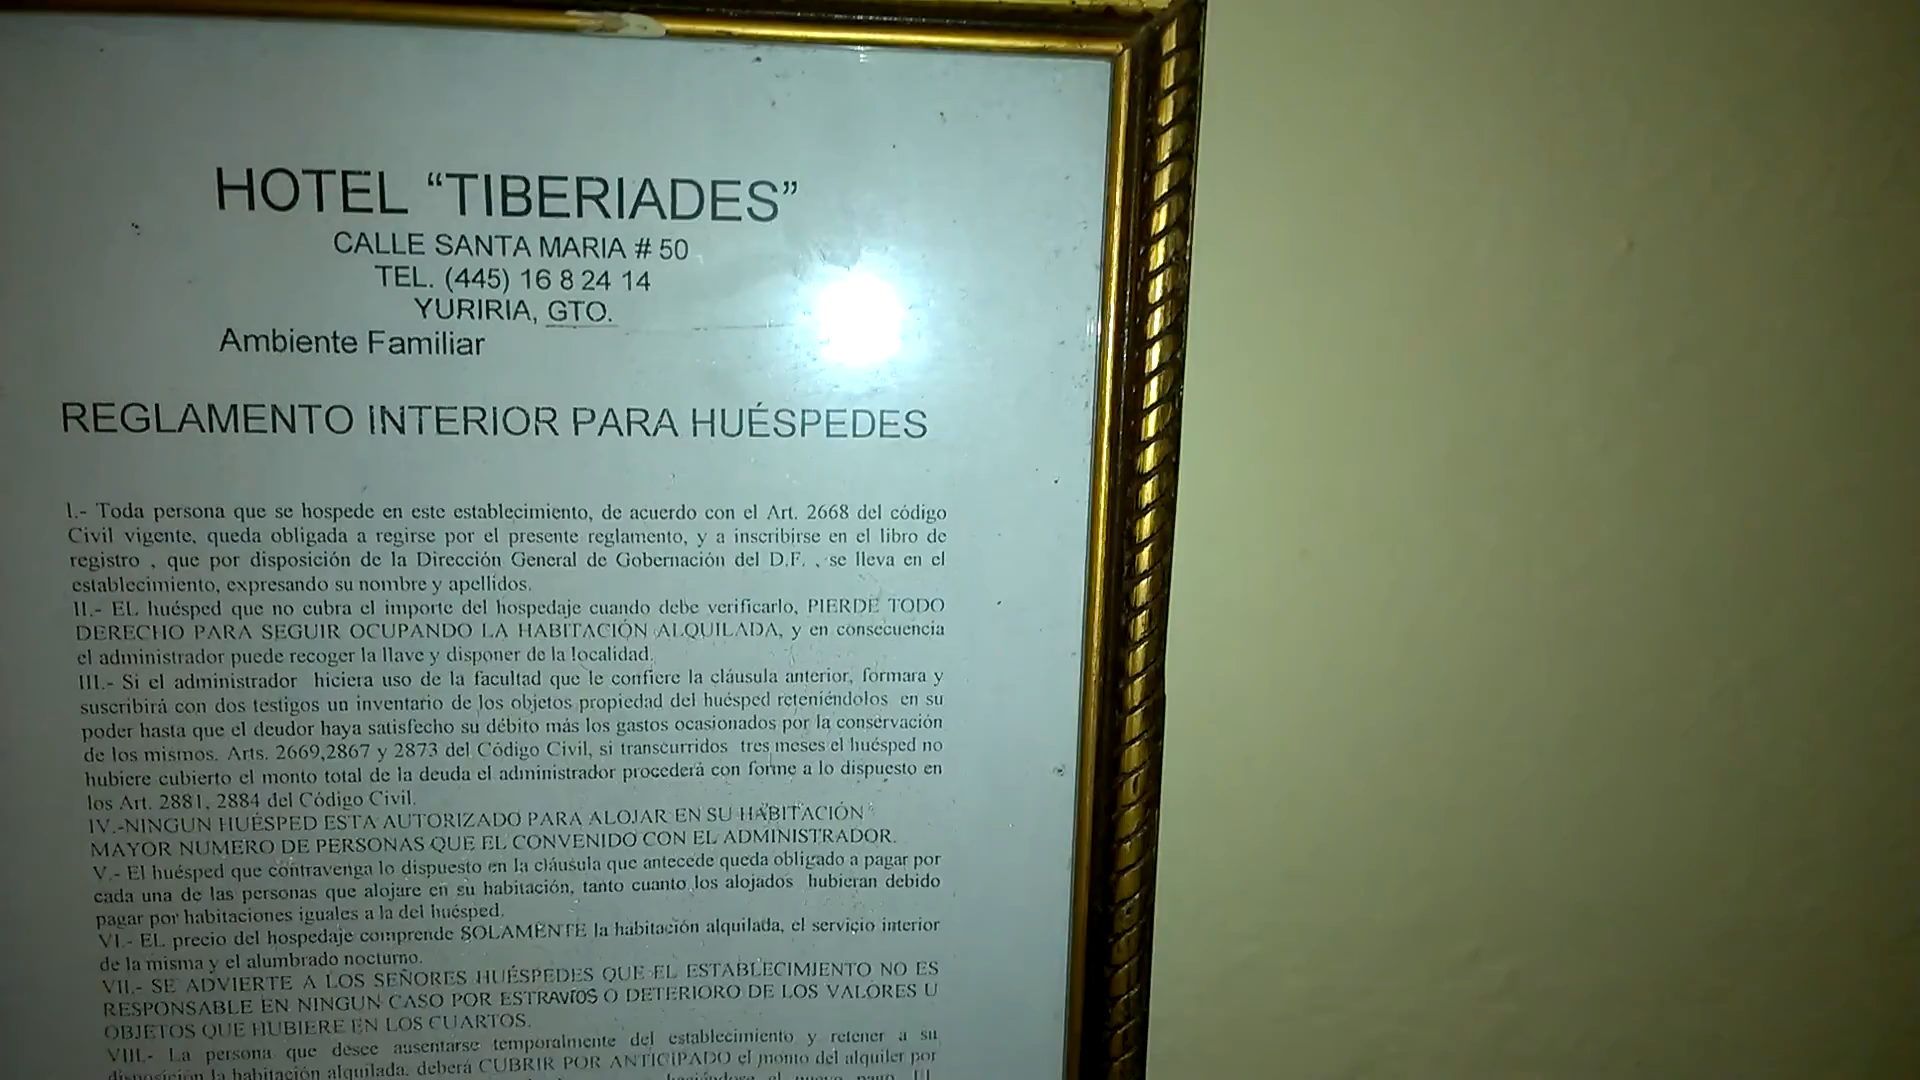 HOTEL “TIBERIADES”
CALLE SANTA MARIA # 50
TEL. (445) 16 8 24 14
YURIRIA, GTO.
Ambiente Familiar
REGLAMENTO INTERIOR PARA HUÉSPEDES
I.- Toda persona que se hospede en este establecimiento, de acuerdo con el Art. 2668 del código
Civil vigente, queda obligada a regirse por el presente reglamento, y a inscribirse en el libro de
registro , que por disposición de la Dirección General de Gobernación del D.F. , se lleva en el
establecimiento, expresando su nombre y apellidos.
II.- EL huésped que no cubra el importe del hospedaje cuando debe verificarlo, PIERDE TODO
DERECHO PARA SEGUIR OCUPANDO LA HABITACIÓN ALQUILADA, y en consecuencia
el administrador puede recoger la llave y disponer de la localidad.
III.- Si el administrador hiciera uso de la facultad que le confiere la cláusula anterior, formara y
suscribirá con dos testigos un inventario de los objetos propiedad del huésped reteniéndolos en su
poder hasta que el deudor haya satisfecho su débito más los gastos ocasionados por la conservación
de los mismos. Arts. 2669,2867 y 2873 del Código Civil, si transcurridos tres meses el huésped no
hubiere cubierto el monto total de la deuda el administrador procederá con forme a lo dispuesto en
los Art. 2881, 2884 del Código Civil.
IV.-NINGUN HUÉSPED ESTA AUTORIZADO PARA ALOJAR EN SU HABITACIÓN
MAYOR NUMERO DE PERSONAS QUE EL CONVENIDO CON EL ADMINISTRADOR.
V.- El huésped que contravenga lo dispuesto en la cláusula que antecede queda obligado a pagar por
cada una de las personas que alojare en su habitación, tanto cuanto los alojados hubieran debido
pagar por habitaciones iguales a la del huésped.
VI.- EL precio del hospedaje comprende SOLAMENTE la habitación alquilada, el servicio interior
de la misma y el alumbrado nocturno.
VII.- SE ADVIERTE A LOS SEÑORES HUÉSPEDES QUE EL ESTABLECIMIENTO NO ES
RESPONSABLE EN NINGUN CASO POR ESTRAVÍOS O DETERIORO DE LOS VALORES U
OBJETOS QUE HUBIERE EN LOS CUARTOS.
VIII.- La persona que desee ausentarse temporalmente del establecimiento y retener a su
disposición la habitación alquilada, deberá CUBRIR POR ANTICIPADO el monto del alquiler por